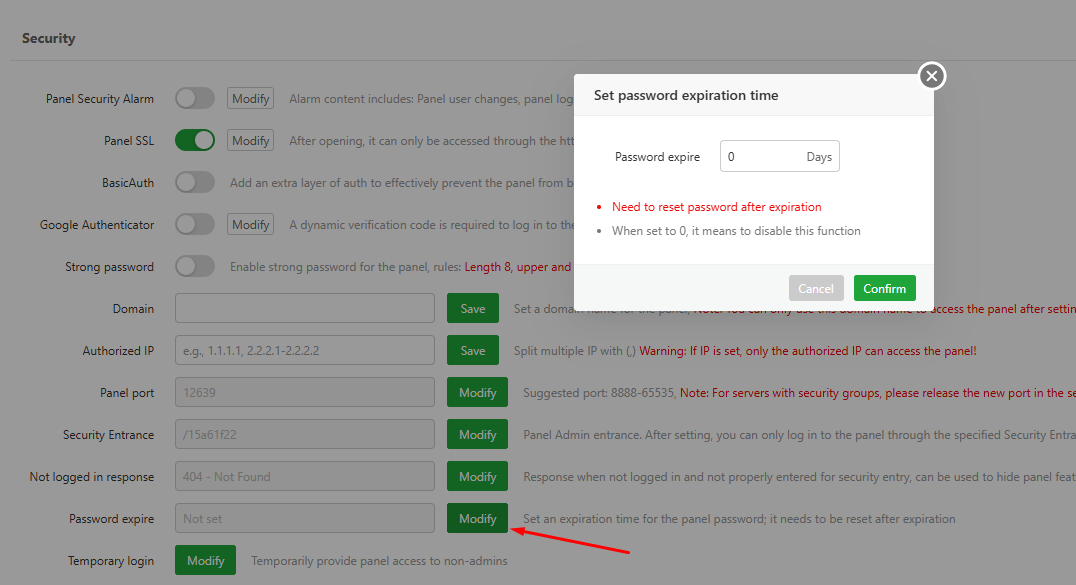 Security
Panel Security Alarm Modify Alarm content includes: Panel user changes, panel log
Panel SSL Modify After opening, it can only be accessed through the htt
BasicAuth Add an extra layer of auth to effectively prevent the panel from b
Google Authenticator Modify A dynamic verification code is required to log in to the
Strong password Enable strong password for the panel, rules: Length 8, upper and
Set password expiration time
Password expire 0 Days
Need to reset password after expiration
When set to 0, it means to disable this function
Cancel Confirm
Domain Save Set a domain name for the panel, Note: You can only use this domain name to access the panel after settin
Authorized IP e.g., 1.1.1.1, 2.2.2.1-2.2.2.2 Save Split multiple IP with (,) Warning: If IP is set, only the authorized IP can access the panel!
Panel port 12639 Modify Suggested port: 8888-65535, Note: For servers with security groups, please release the new port in the se
Security Entrance /15a61f22 Modify Panel Admin entrance. After setting, you can only log in to the panel through the specified Security Entra
Not logged in response 404 - Not Found Modify Response when not logged in and not properly entered for security entry, can be used to hide panel feat
Password expire Not set Modify Set an expiration time for the panel password; it needs to be reset after expiration
Temporary login Modify Temporarily provide panel access to non-admins